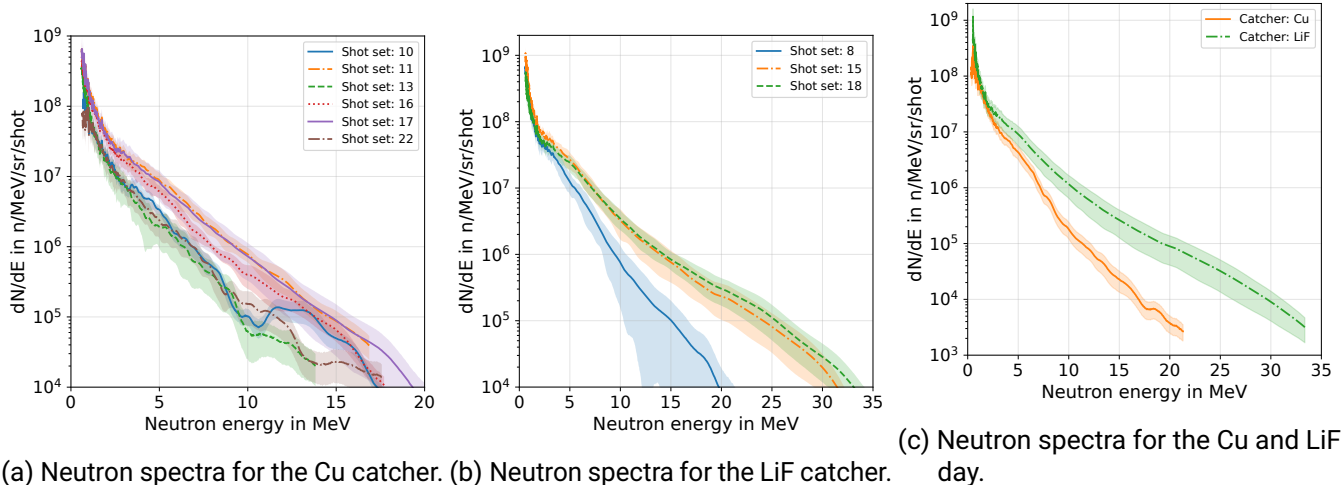 10⁹
10⁸
10⁷
10⁶
10⁵
10⁴
dN/dE in n/MeV/sr/shot
0 5 10 15 20
Neutron energy in MeV
Shot set: 10
Shot set: 11
Shot set: 13
Shot set: 16
Shot set: 17
Shot set: 22
(a) Neutron spectra for the Cu catcher.
10⁹
10⁸
10⁷
10⁶
10⁵
10⁴
dN/dE in n/MeV/sr/shot
0 5 10 15 20 25 30 35
Neutron energy in MeV
Shot set: 8
Shot set: 15
Shot set: 18
(b) Neutron spectra for the LiF catcher.
10⁹
10⁸
10⁷
10⁶
10⁵
10⁴
10³
dN/dE in n/MeV/sr/shot
0 5 10 15 20 25 30 35
Neutron energy in MeV
Catcher: Cu
Catcher: LiF
(c) Neutron spectra for the Cu and LiF
day.